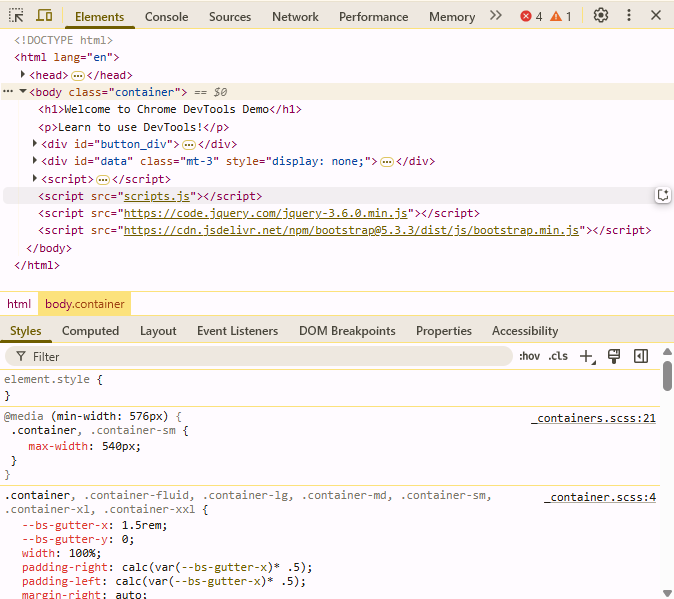 Elements Console Sources Network Performance Memory 4 1
<!DOCTYPE html>
<html lang="en">
<head>…</head>
<body class="container"> == $0
<h1>Welcome to Chrome DevTools Demo</h1>
<p>Learn to use DevTools!</p>
<div id="button_div">…</div>
<div id="data" class="mt-3" style="display: none;">…</div>
<script>…</script>
<script src="scripts.js"></script>
<script src="https://code.jquery.com/jquery-3.6.0.min.js"></script>
<script src="https://cdn.jsdelivr.net/npm/bootstrap@5.3.3/dist/js/bootstrap.min.js"></script>
</body>
</html>
html body.container
Styles Computed Layout Event Listeners DOM Breakpoints Properties Accessibility
Filter :hov .cls
element.style {
}
@media (min-width: 576px) {
.container, .container-sm { _containers.scss:21
max-width: 540px;
}
}
.container, .container-fluid, .container-lg, .container-md, .container-sm, _container.scss:4
.container-xl, .container-xxl {
--bs-gutter-x: 1.5rem;
--bs-gutter-y: 0;
width: 100%;
padding-right: calc(var(--bs-gutter-x)* .5);
padding-left: calc(var(--bs-gutter-x)* .5);
margin-right: auto;